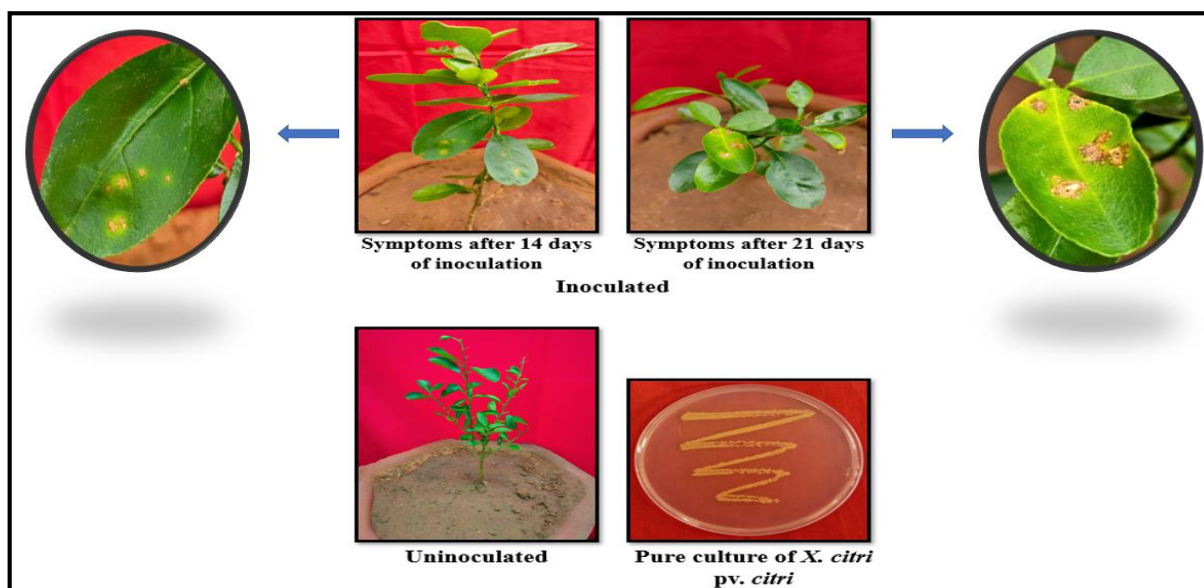 Symptoms after 14 days
of inoculation
Symptoms after 21 days
of inoculation
Inoculated
Uninoculated
Pure culture of X. citri
pv. citri